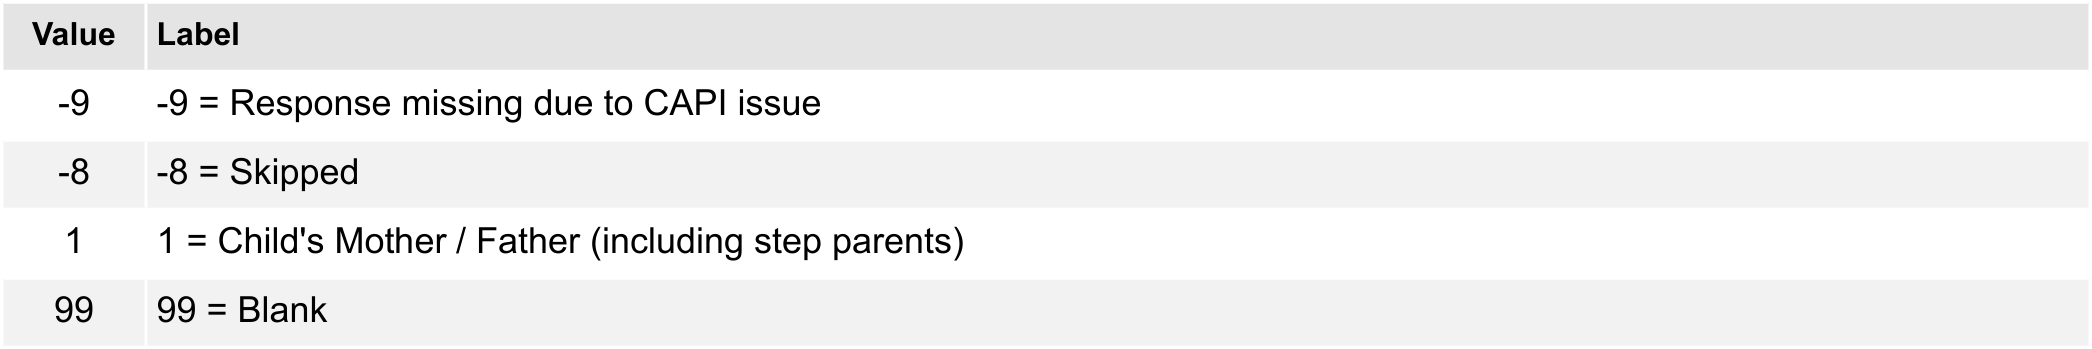 Value Label
-9 -9 = Response missing due to CAPI issue
-8 -8 = Skipped
1 1 = Child's Mother / Father (including step parents)
99 99 = Blank